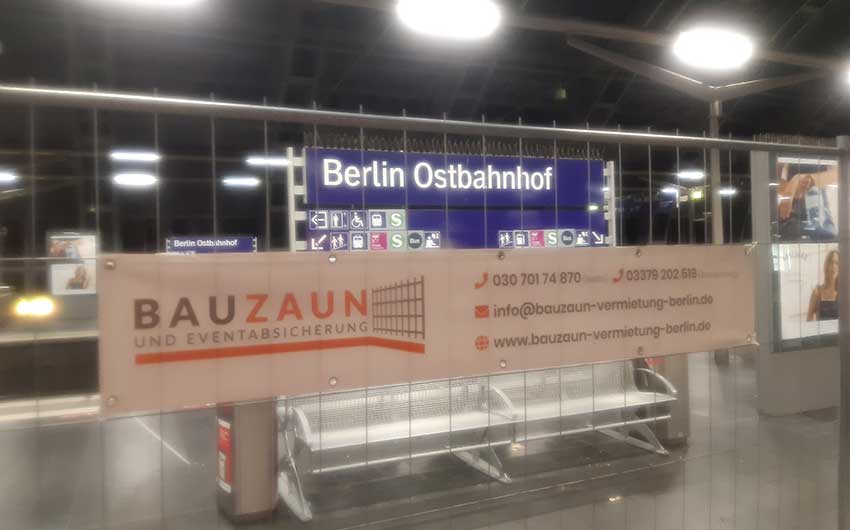 Berlin Ostbahnhof
S
S Bus
S Bus
Berlin Ostbahnhof
BAUZAUN
UND EVENTABSICHERUNG
030 701 74 870
03379 202 519
info@bauzaun-vermietung-berlin.de
www.bauzaun-vermietung-berlin.de